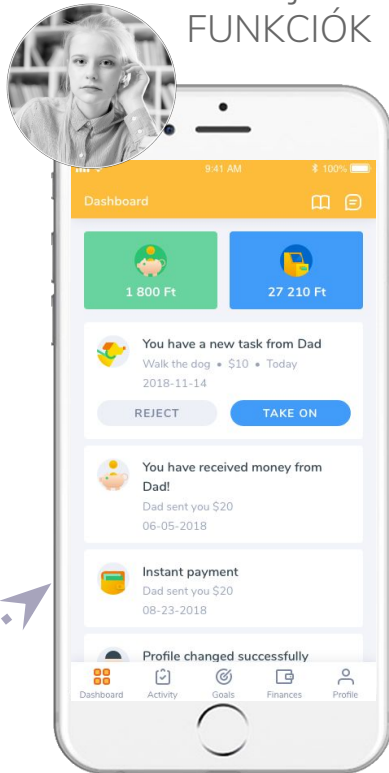 FUNKCIÓK
9:41 AM
100%
Dashboard
1 800 Ft
27 210 Ft
You have a new task from Dad
Walk the dog • $10 • Today
2018-11-14
REJECT
TAKE ON
You have received money from
Dad!
Dad sent you $20
06-05-2018
Instant payment
Dad sent you $20
08-23-2018
Profile changed successfully
Dashboard
Activity
Goals
Finances
Profile